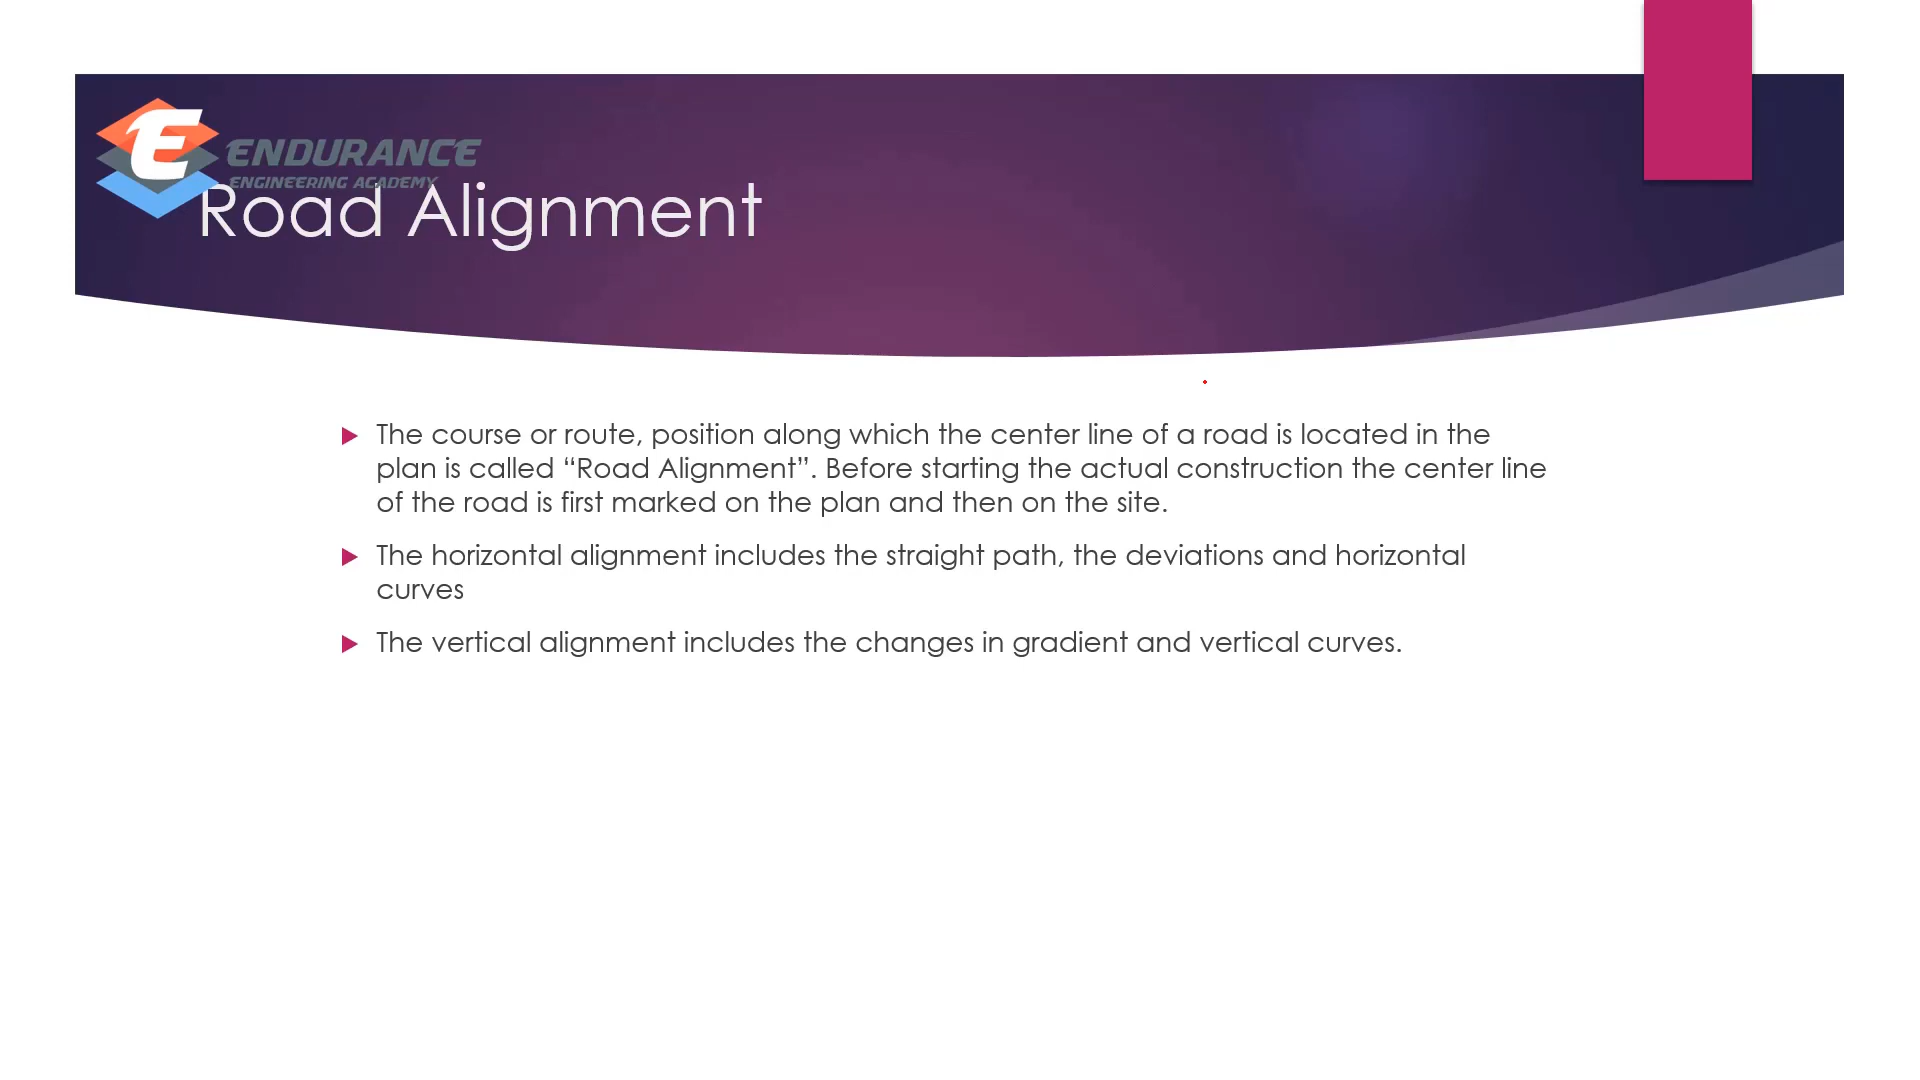 ENDURANCE
ENGINEERING ACADEMY
Road Alignment
The course or route, position along which the center line of a road is located in the
plan is called “Road Alignment”. Before starting the actual construction the center line
of the road is first marked on the plan and then on the site.
The horizontal alignment includes the straight path, the deviations and horizontal
curves
The vertical alignment includes the changes in gradient and vertical curves.